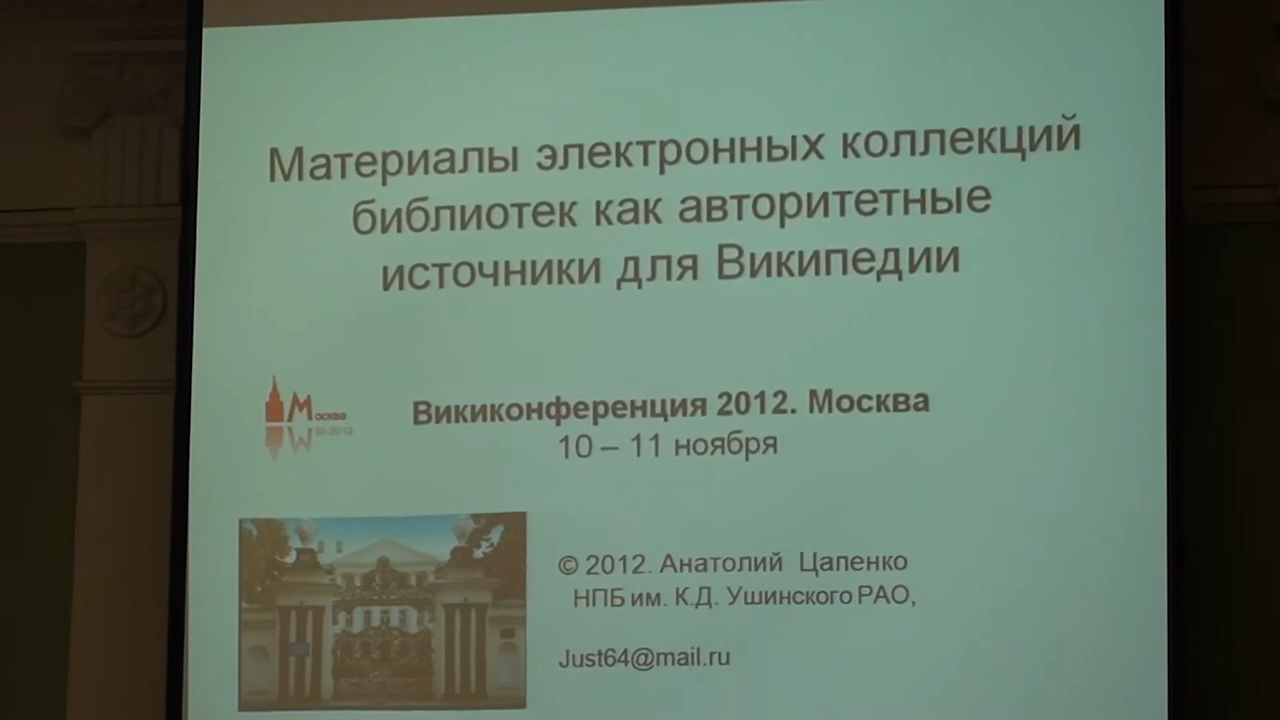 Материалы электронных коллекций
библиотек как авторитетные
источники для Википедии
Москва
Викиконференция 2012. Москва
10 – 11 ноября
© 2012. Анатолий Цапенко
НПБ им. К.Д. Ушинского РАО,
Just64@mail.ru